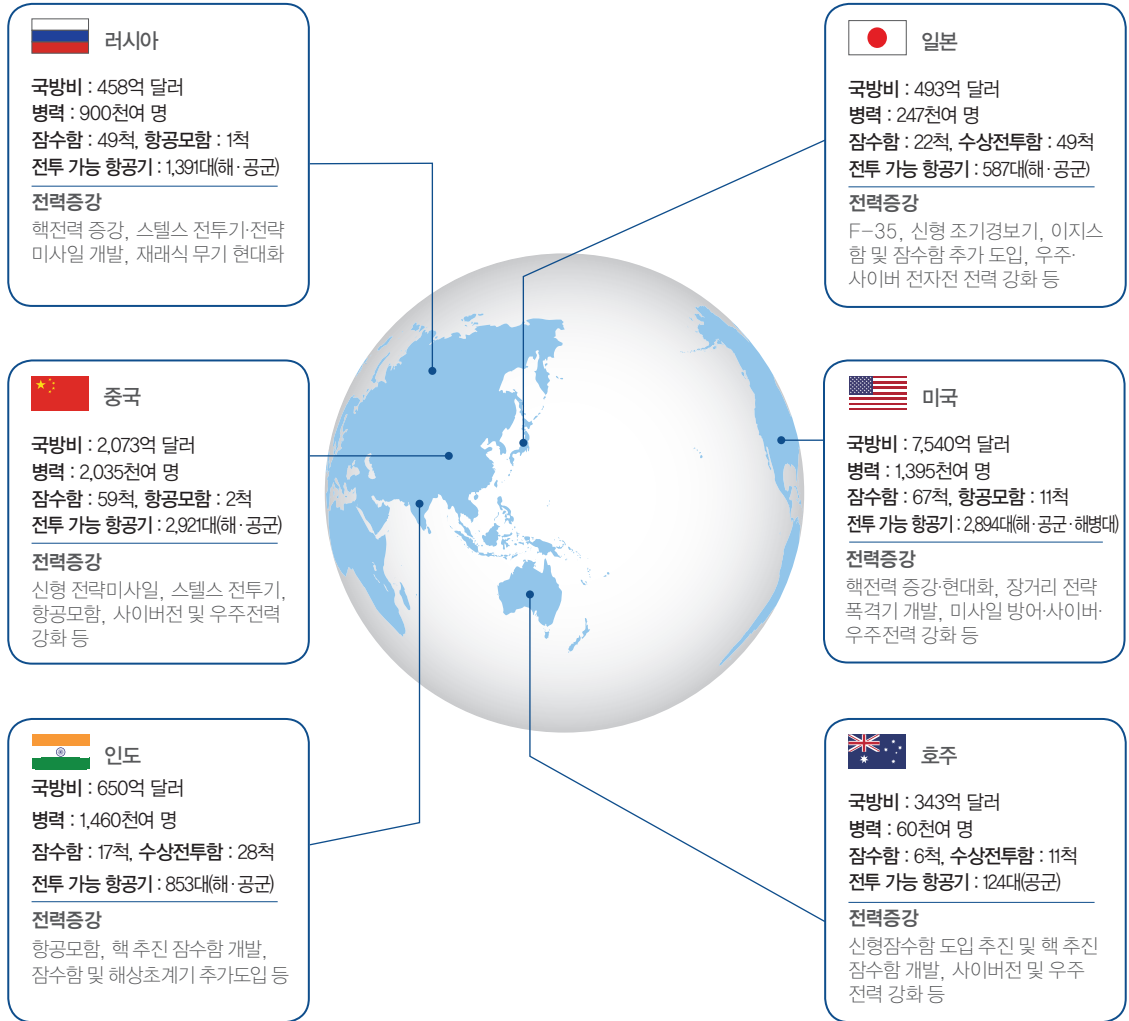 러시아
국방비 : 458억 달러
병력 : 900천여 명
잠수함 : 49척, 항공모함 : 1척
전투 가능 항공기 : 1,391대(해·공군)
전력증강
핵전력 증강, 스텔스 전투기·전략
미사일 개발, 재래식 무기 현대화
일본
국방비 : 493억 달러
병력 : 247천여 명
잠수함 : 22척, 수상전투함 : 49척
전투 가능 항공기 : 587대(해·공군)
전력증강
F-35, 신형 조기경보기, 이지스
함 및 잠수함 추가 도입, 우주·
사이버 전자전 전력 강화 등
중국
국방비 : 2,073억 달러
병력 : 2,035천여 명
잠수함 : 59척, 항공모함 : 2척
전투 가능 항공기 : 2,921대(해·공군)
전력증강
신형 전략미사일, 스텔스 전투기,
항공모함, 사이버전 및 우주전력
강화 등
미국
국방비 : 7,540억 달러
병력 : 1,395천여 명
잠수함 : 67척, 항공모함 : 11척
전투 가능 항공기 : 2,894대(해·공군·해병대)
전력증강
핵전력 증강·현대화, 장거리 전략
폭격기 개발, 미사일 방어·사이버·
우주전력 강화 등
인도
국방비 : 650억 달러
병력 : 1,460천여 명
잠수함 : 17척, 수상전투함 : 28척
전투 가능 항공기 : 853대(해·공군)
전력증강
항공모함, 핵 추진 잠수함 개발,
잠수함 및 해상초계기 추가도입 등
호주
국방비 : 343억 달러
병력 : 60천여 명
잠수함 : 6척, 수상전투함 : 11척
전투 가능 항공기 : 124대(공군)
전력증강
신형잠수함 도입 추진 및 핵 추진
잠수함 개발, 사이버전 및 우주
전력 강화 등